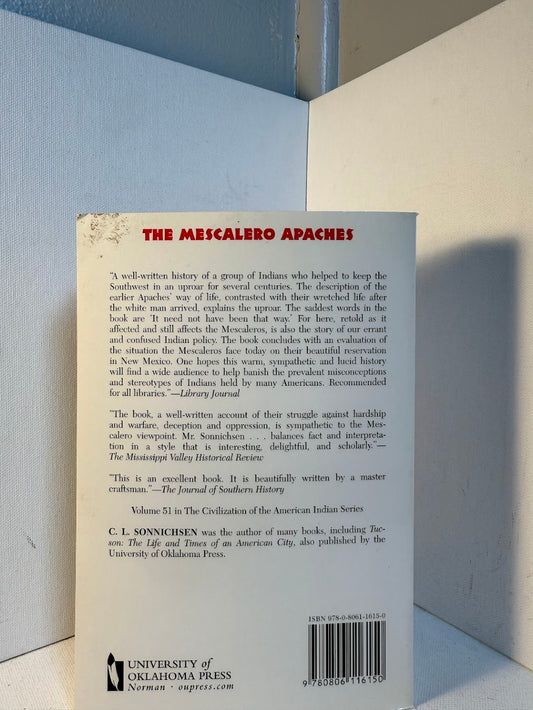 THE MESCALERO APACHES
"A well-written history of a group of Indians who helped to keep the
Southwest in an uproar for several centuries. The description of the
earlier Apaches' way of life, contrasted with their wretched life after
the white man arrived, explains the uproar. The saddest words in the
book are 'It need not have been that way.' For here, retold as it
affected and still affects the Mescaleros, is also the story of our errant
and confused Indian policy. The book concludes with an evaluation of
the situation the Mescaleros face today on their beautiful reservation
in New Mexico. One hopes this warm, sympathetic and lucid history
will find a wide audience to help banish the prevalent misconceptions
and stereotypes of Indians held by many Americans. Recommended
for all libraries."—Library Journal
"The book, a well-written account of their struggle against hardship
and warfare, deception and oppression, is sympathetic to the Mes-
calero viewpoint. Mr. Sonnichsen . . . balances fact and interpreta-
tion in a style that is interesting, delightful, and scholarly."—
The Mississippi Valley Historical Review
"This is an excellent book. It is beautifully written by a master
craftsman."—The Journal of Southern History
Volume 51 in The Civilization of the American Indian Series
C. L. SONNICHSEN was the author of many books, including Tuc-
son: The Life and Times of an American City, also published by the
University of Oklahoma Press.
ISBN 978-0-8061-1615-0
9 780806 116150
UNIVERSITY of
OKLAHOMA PRESS
Norman · oupress.com